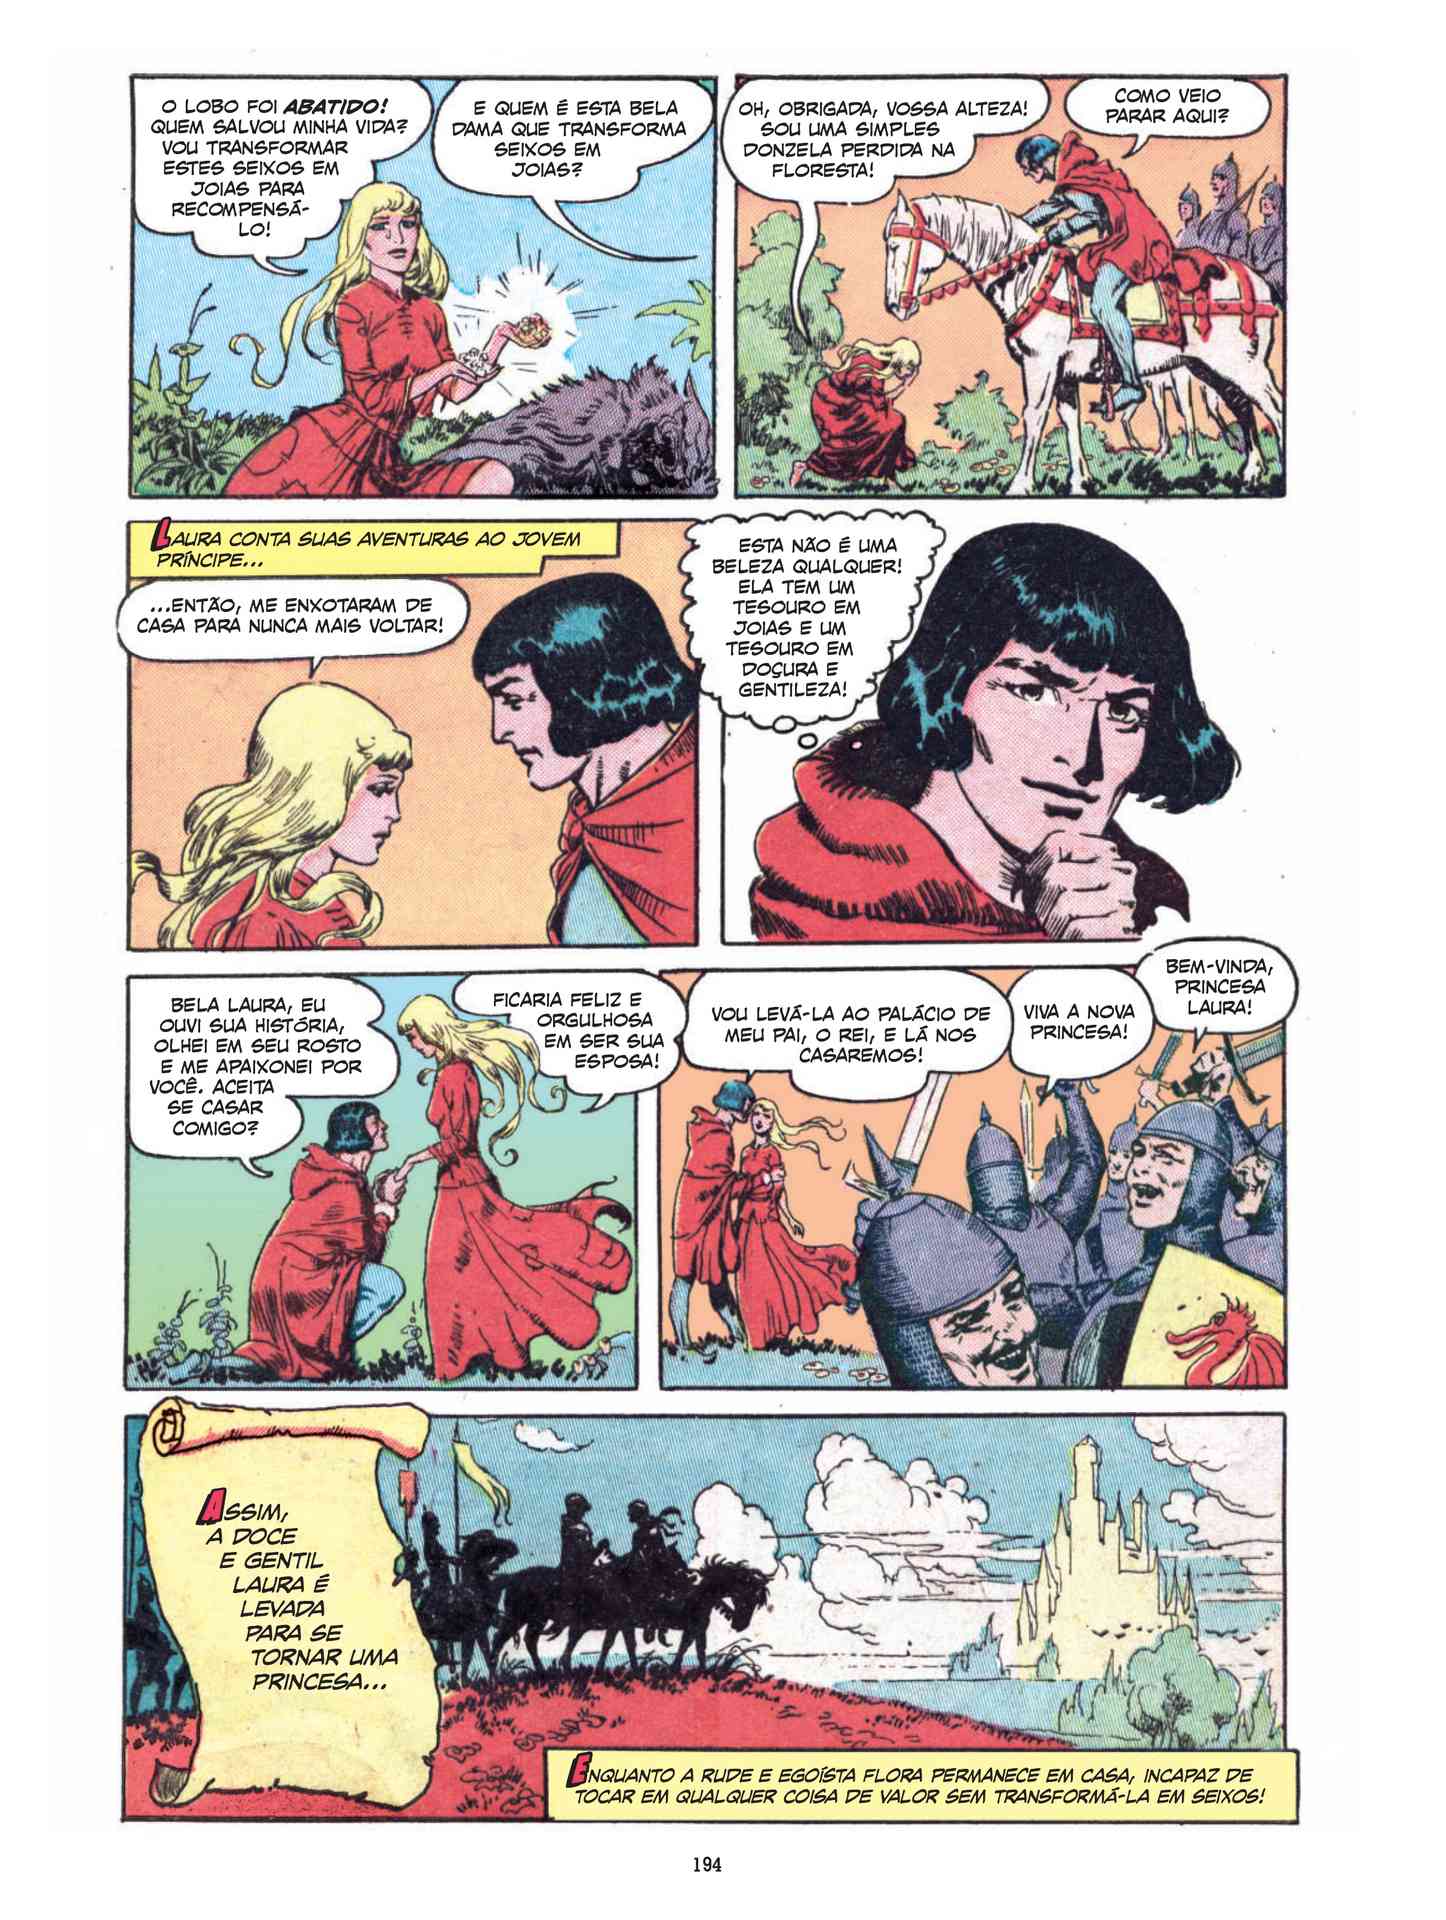 O LOBO FOI ABATIDO!
QUEM SALVOU MINHA VIDA?
VOU TRANSFORMAR
ESTES SEIXOS EM
JOIAS PARA
RECOMPENSÁ-
LO!
E QUEM É ESTA BELA
DAMA QUE TRANSFORMA
SEIXOS EM
JOIAS?
OH, OBRIGADA, VOSSA ALTEZA!
SOU UMA SIMPLES
DONZELA PERDIDA NA
FLORESTA!
COMO VEIO
PARAR AQUI?
LAURA CONTA SUAS AVENTURAS AO JOVEM
PRÍNCIPE...
...ENTÃO, ME ENXOTARAM DE
CASA PARA NUNCA MAIS VOLTAR!
ESTA NÃO É UMA
BELEZA QUALQUER!
ELA TEM UM
TESOURO EM
JOIAS E UM
TESOURO EM
DOÇURA E
GENTILEZA!
BELA LAURA, EU
OUVI SUA HISTÓRIA,
OLHEI EM SEU ROSTO
E ME APAIXONEI POR
VOCÊ. ACEITA
SE CASAR
COMIGO?
FICARIA FELIZ E
ORGULHOSA
EM SER SUA
ESPOSA!
VOU LEVÁ-LA AO PALÁCIO DE
MEU PAI, O REI, E LÁ NOS
CASAREMOS!
VIVA A NOVA
PRINCESA!
BEM-VINDA,
PRINCESA
LAURA!
ASSIM,
A DOCE
E GENTIL
LAURA É
LEVADA
PARA SE
TORNAR UMA
PRINCESA...
ENQUANTO A RUDE E EGOÍSTA FLORA PERMANECE EM CASA, INCAPAZ DE
TOCAR EM QUALQUER COISA DE VALOR SEM TRANSFORMÁ-LA EM SEIXOS!
194